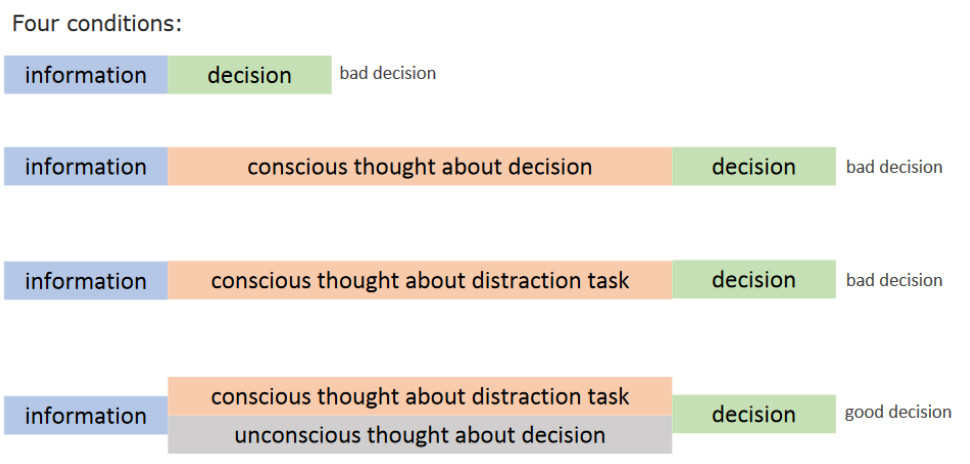 Four conditions:
information decision bad decision
information conscious thought about decision decision bad decision
information conscious thought about distraction task decision bad decision
conscious thought about distraction task
information decision good decision
unconscious thought about decision